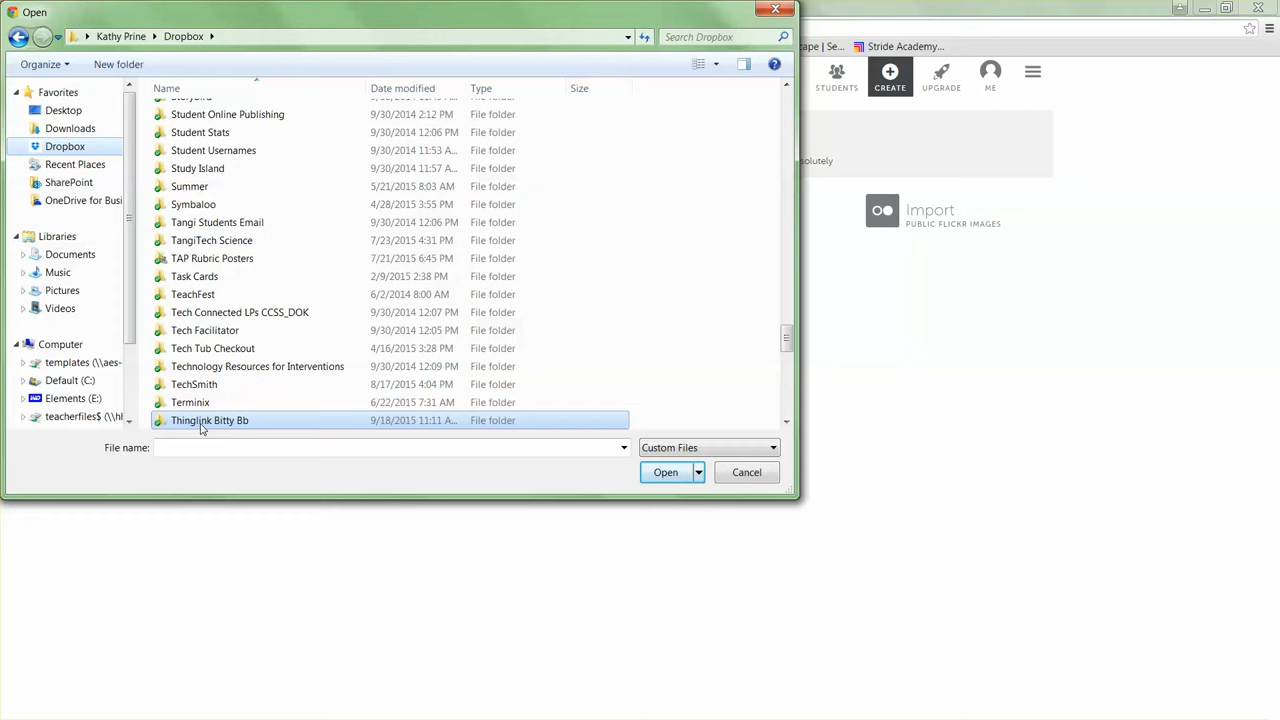 Open
Kathy Prine Dropbox Search Dropbox
cape | Se... Stride Academy...
Organize New folder
STUDENTS CREATE UPGRADE ME
Name Date modified Type Size
Favorites
Desktop
Downloads
Dropbox
Recent Places
SharePoint
OneDrive for Busi
Libraries
Documents
Music
Pictures
Videos
Computer
templates (\\aes-
Default (C:)
Elements (E:)
teacherfiles$ (\\hl
Student Online Publishing 9/30/2014 2:12 PM File folder
Student Stats 9/30/2014 12:06 PM File folder
Student Usernames 9/30/2014 11:53 A... File folder
Study Island 9/30/2014 11:57 A... File folder
Summer 5/21/2015 8:03 AM File folder
Symbaloo 4/28/2015 3:55 PM File folder
Tangi Students Email 9/30/2014 12:06 PM File folder
TangiTech Science 7/23/2015 4:31 PM File folder
TAP Rubric Posters 7/21/2015 6:45 PM File folder
Task Cards 2/9/2015 2:38 PM File folder
TeachFest 6/2/2014 8:00 AM File folder
Tech Connected LPs CCSS_DOK 9/30/2014 12:07 PM File folder
Tech Facilitator 9/30/2014 12:05 PM File folder
Tech Tub Checkout 4/16/2015 3:28 PM File folder
Technology Resources for Interventions 9/30/2014 12:09 PM File folder
TechSmith 8/17/2015 4:04 PM File folder
Terminix 6/22/2015 7:31 AM File folder
Thinglink Bitty Bb 9/18/2015 11:11 A... File folder
solutely
Import
PUBLIC FLICKR IMAGES
File name: Custom Files
Open Cancel